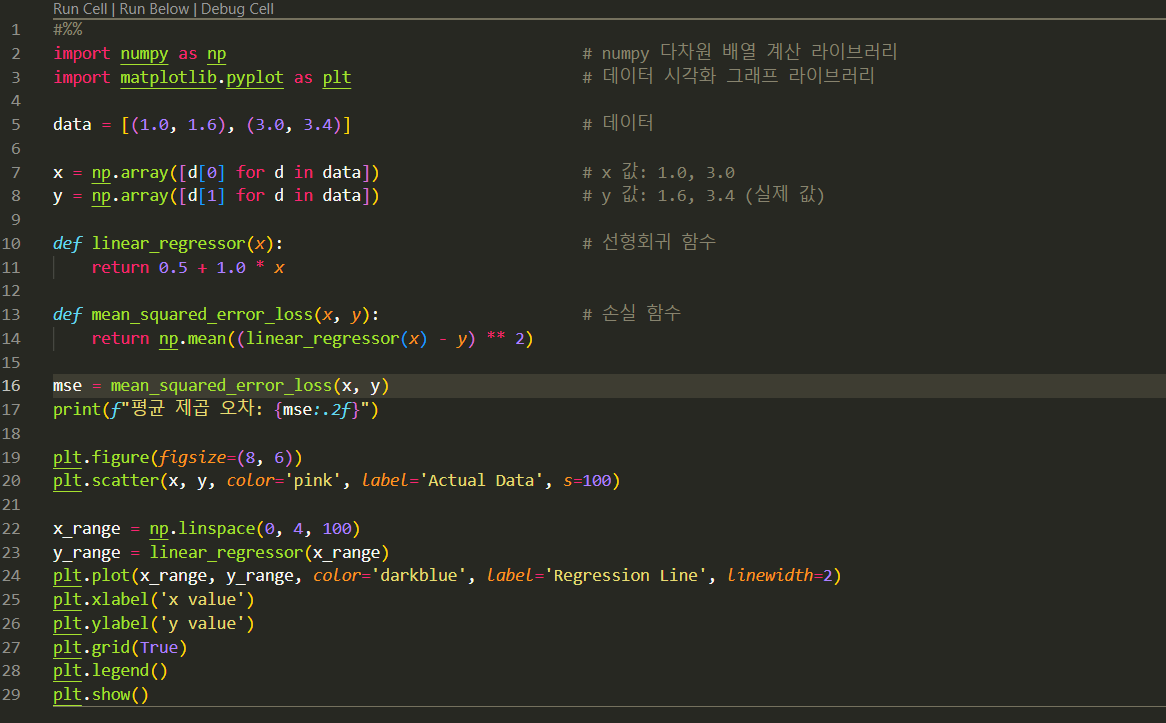 Run Cell | Run Below | Debug Cell
1 #%%
2 import numpy as np # numpy 다차원 배열 계산 라이브러리
3 import matplotlib.pyplot as plt # 데이터 시각화 그래프 라이브러리
4
5 data = [(1.0, 1.6), (3.0, 3.4)] # 데이터
6
7 x = np.array([d[0] for d in data]) # x 값: 1.0, 3.0
8 y = np.array([d[1] for d in data]) # y 값: 1.6, 3.4 (실제 값)
9
10 def linear_regressor(x): # 선형회귀 함수
11     return 0.5 + 1.0 * x
12
13 def mean_squared_error_loss(x, y): # 손실 함수
14     return np.mean((linear_regressor(x) - y) ** 2)
15
16 mse = mean_squared_error_loss(x, y)
17 print(f"평균 제곱 오차: {mse:.2f}")
18
19 plt.figure(figsize=(8, 6))
20 plt.scatter(x, y, color='pink', label='Actual Data', s=100)
21
22 x_range = np.linspace(0, 4, 100)
23 y_range = linear_regressor(x_range)
24 plt.plot(x_range, y_range, color='darkblue', label='Regression Line', linewidth=2)
25 plt.xlabel('x value')
26 plt.ylabel('y value')
27 plt.grid(True)
28 plt.legend()
29 plt.show()